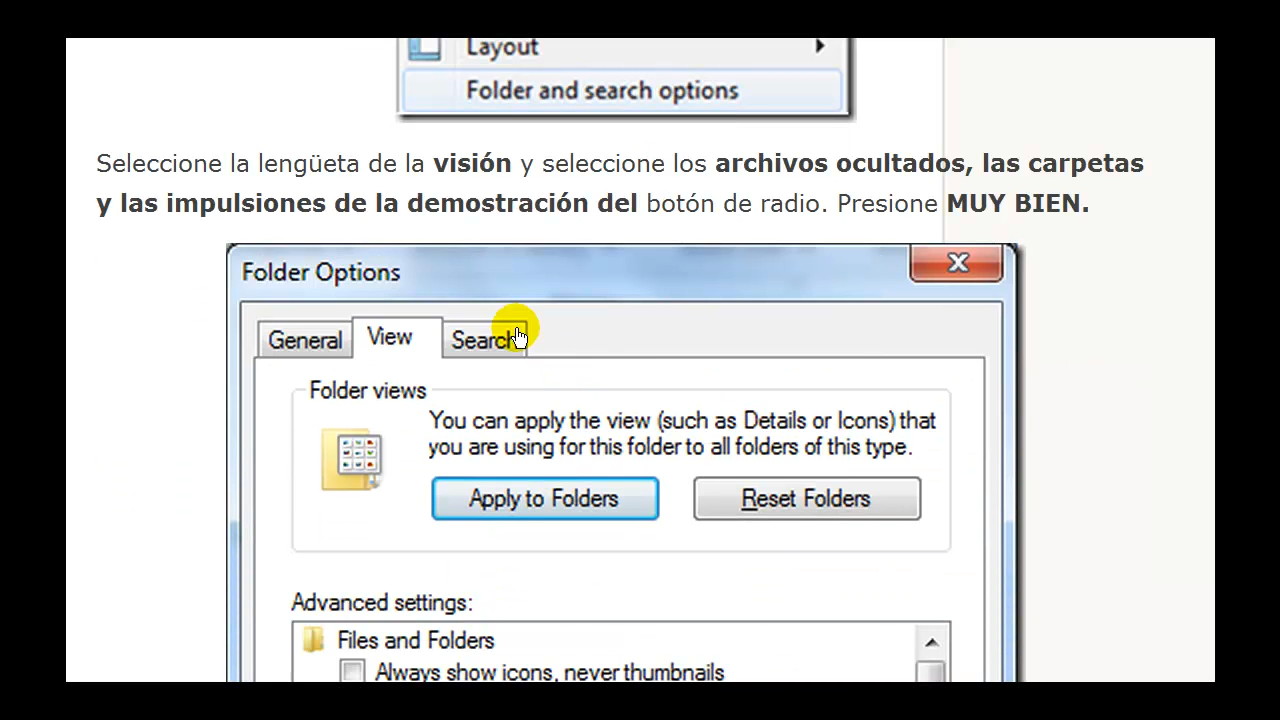 Layout
Folder and search options
Seleccione la lengüeta de la visión y seleccione los archivos ocultados, las carpetas
y las impulsiones de la demostración del botón de radio. Presione MUY BIEN.
Folder Options
General View Search
Folder views
You can apply the view (such as Details or Icons) that
you are using for this folder to all folders of this type.
Apply to Folders Reset Folders
Advanced settings:
Files and Folders
Always show icons, never thumbnails